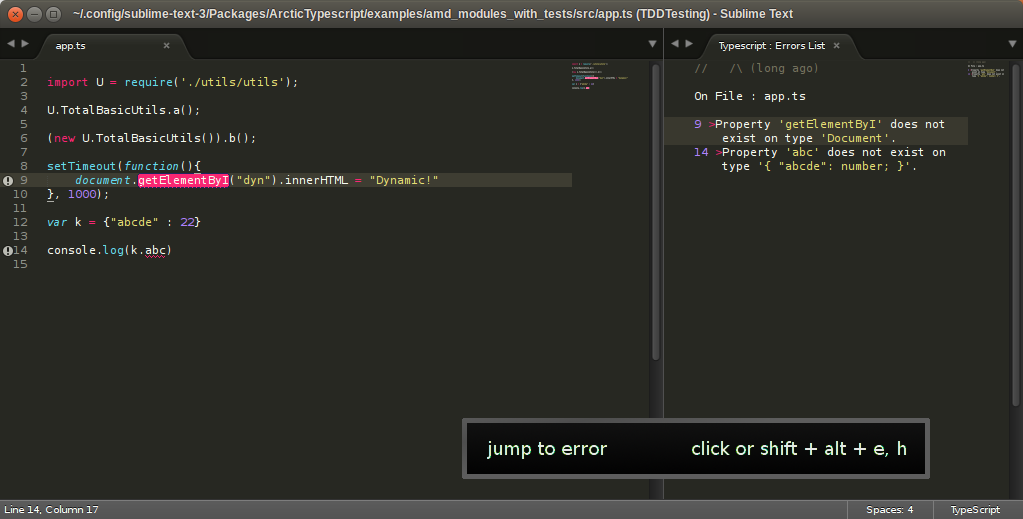 ~/.config/sublime-text-3/Packages/ArcticTypescript/examples/amd_modules_with_tests/src/app.ts (TDDTesting) - Sublime Text
app.ts ×
Typescript : Errors List ×
1
2 import U = require('./utils/utils');
3
4 U.TotalBasicUtils.a();
5
6 (new U.TotalBasicUtils()).b();
7
8 setTimeout(function(){
9 document.getElementByI("dyn").innerHTML = "Dynamic!"
10 }, 1000);
11
12 var k = {"abcde" : 22}
13
14 console.log(k.abc)
15
// /\ (long ago)
On File : app.ts
9 >Property 'getElementByI' does not
exist on type 'Document'.
14 >Property 'abc' does not exist on
type '{ "abcde": number; }'.
jump to error click or shift + alt + e, h
Line 14, Column 17 Spaces: 4 TypeScript